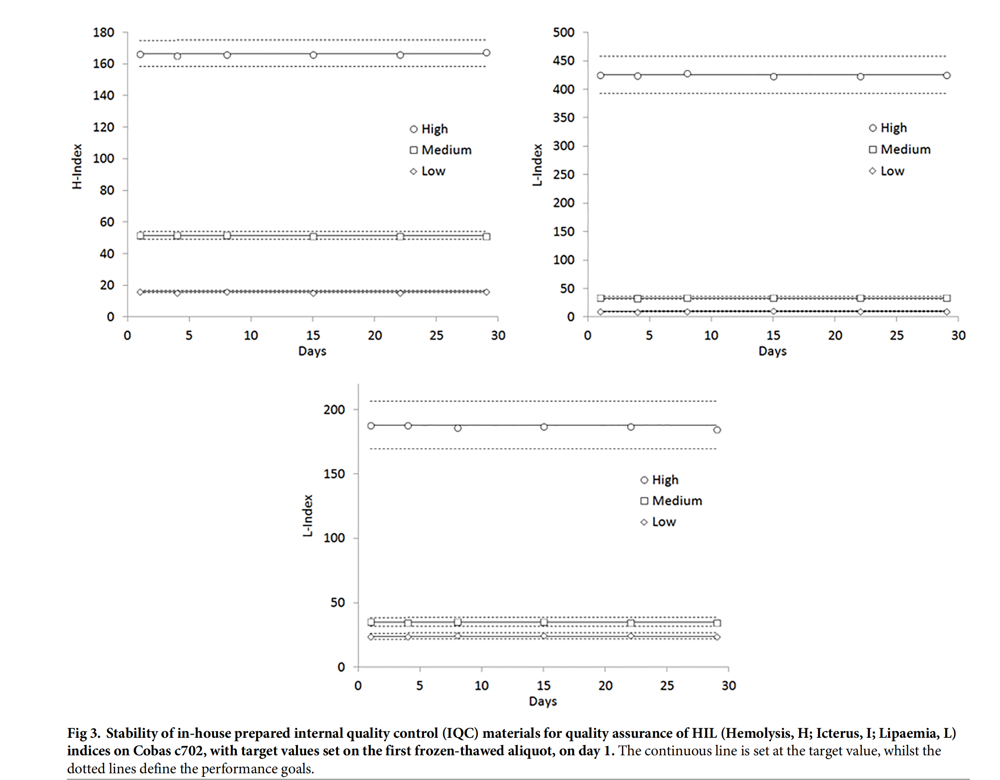 180
160
140
120
100
80
60
40
20
0
H-Index
High
Medium
Low
0 5 10 15 20 25 30
Days
500
450
400
350
300
250
200
150
100
50
0
L-Index
High
Medium
Low
0 5 10 15 20 25 30
Days
200
150
100
50
0
L-Index
High
Medium
Low
0 5 10 15 20 25 30
Days
Fig 3. Stability of in-house prepared internal quality control (IQC) materials for quality assurance of HIL (Hemolysis, H; Icterus, I; Lipaemia, L)
indices on Cobas c702, with target values set on the first frozen-thawed aliquot, on day 1. The continuous line is set at the target value, whilst the
dotted lines define the performance goals.